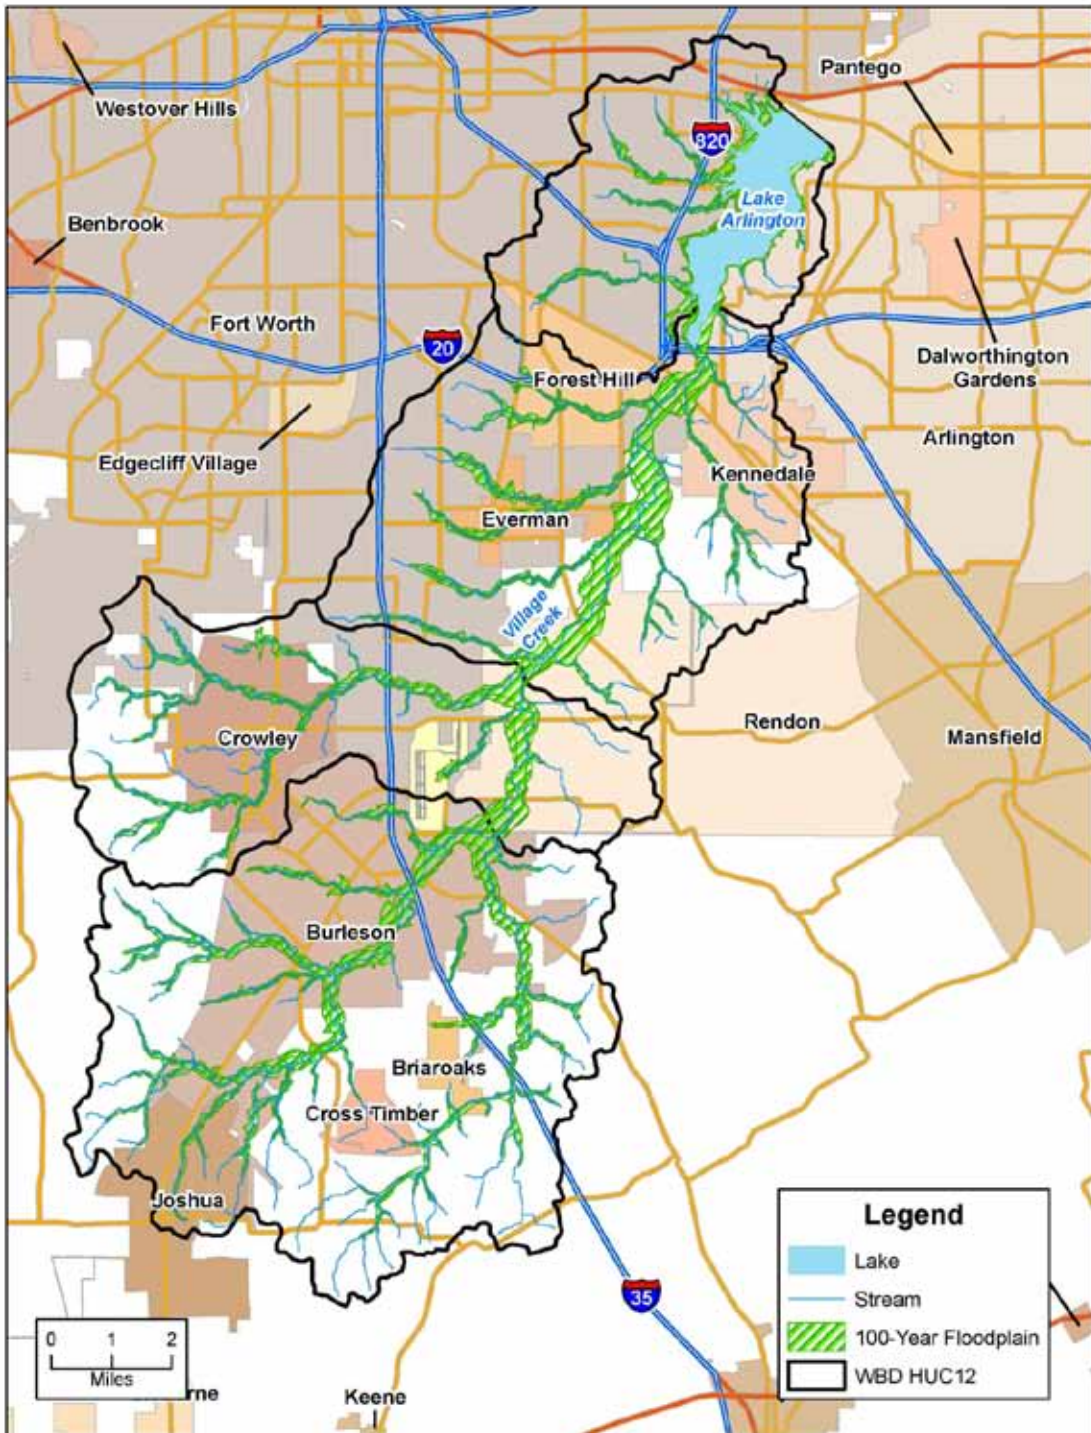 Pantego
Westover Hills
820
Lake
Arlington
Benbrook
Fort Worth
20
Dalworthington
Gardens
Forest Hill
Arlington
Edgecliff Village
Kennedale
Everman
Village
Creek
Rendon
Crowley
Mansfield
Burleson
Briaroaks
Cross Timber
Joshua
Legend
Lake
Stream
100-Year Floodplain
WBD HUC12
35
0 1 2
Miles
rne
Keene